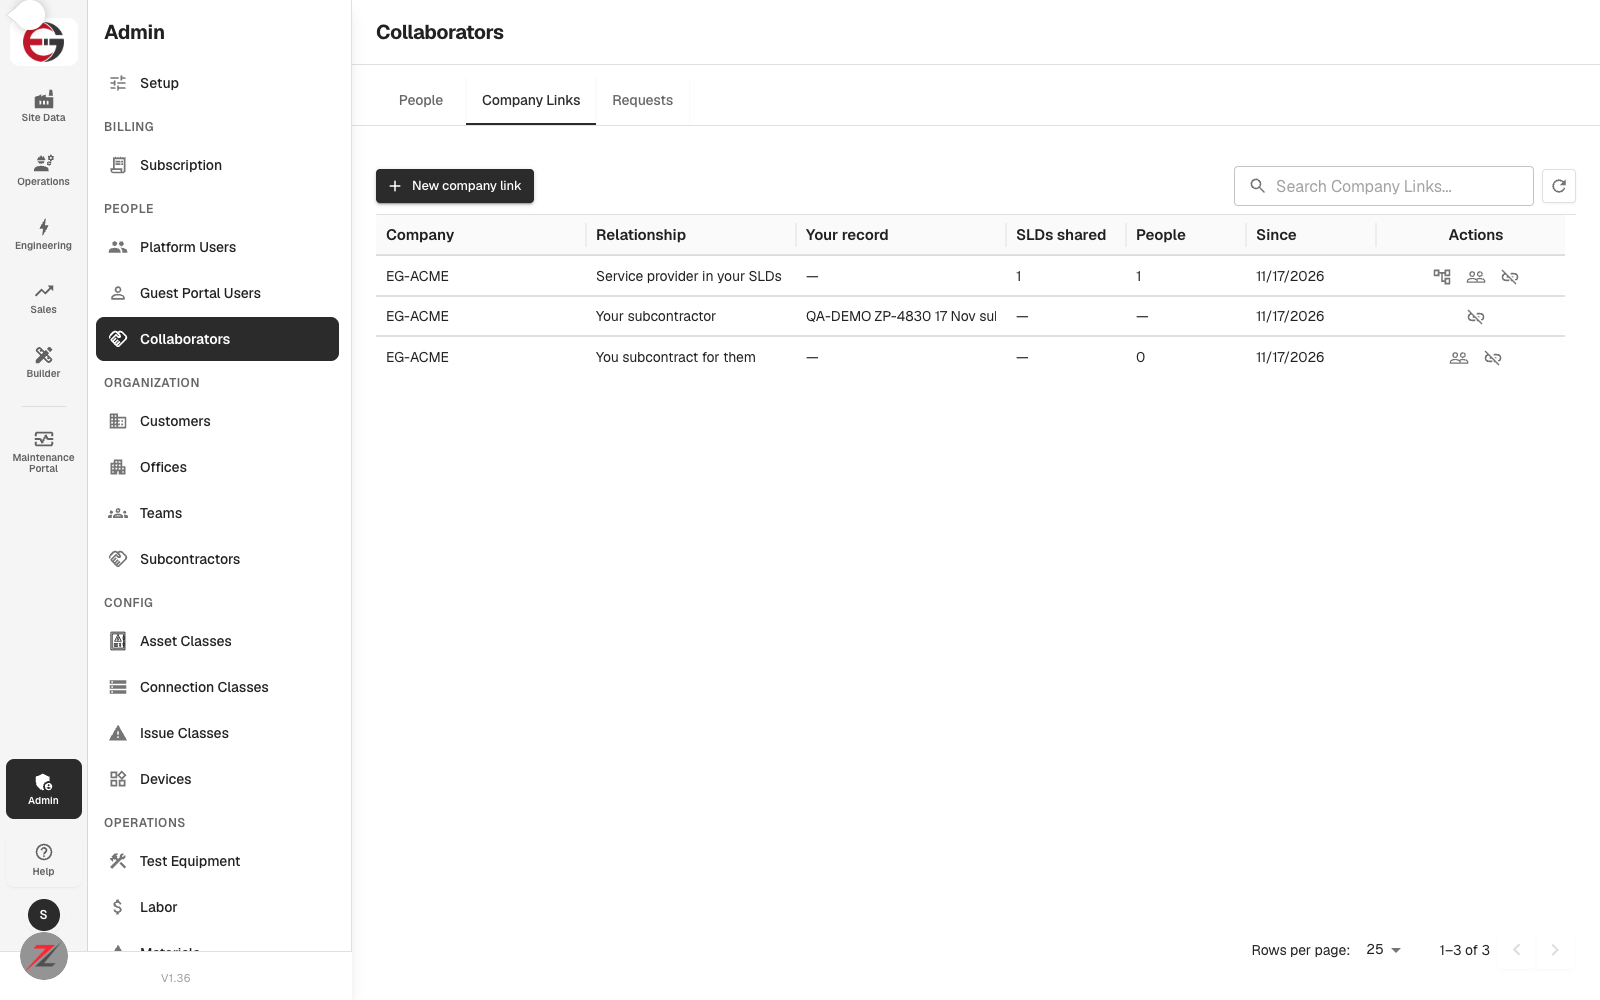 Site Data
Operations
Engineering
Sales
Builder
Maintenance
Portal
Admin
Help
S
Admin
Setup
BILLING
Subscription
PEOPLE
Platform Users
Guest Portal Users
Collaborators
ORGANIZATION
Customers
Offices
Teams
Subcontractors
CONFIG
Asset Classes
Connection Classes
Issue Classes
Devices
OPERATIONS
Test Equipment
Labor
V1.36
Collaborators
People Company Links Requests
New company link
Search Company Links...
Company Relationship Your record SLDs shared People Since Actions
EG-ACME Service provider in your SLDs — 1 1 11/17/2026
EG-ACME Your subcontractor QA-DEMO ZP-4830 17 Nov sul — — 11/17/2026
EG-ACME You subcontract for them — — 0 11/17/2026
Rows per page: 25 1–3 of 3